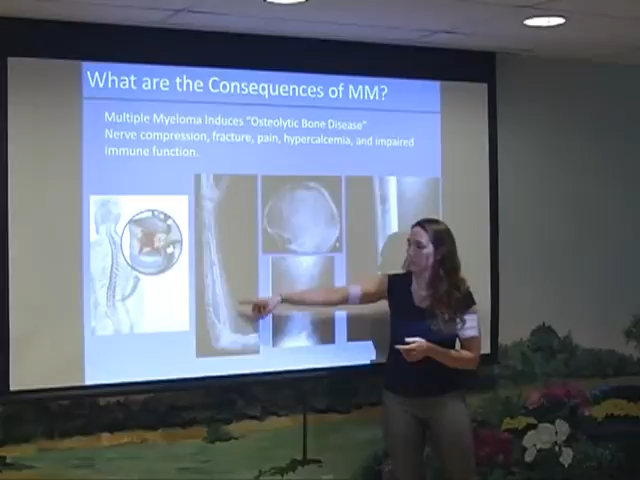 What are the Consequences of MM?
Multiple Myeloma Induces "Osteolytic Bone Disease"
Nerve compression, fracture, pain, hypercalcemia, and impaired
immune function.